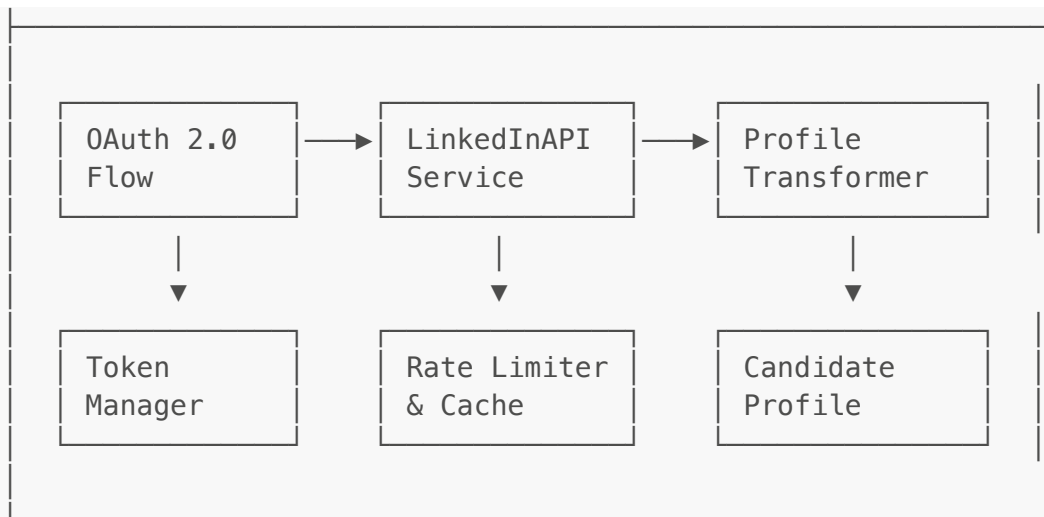 OAuth 2.0
Flow
LinkedInAPI
Service
Profile
Transformer
Token
Manager
Rate Limiter
& Cache
Candidate
Profile